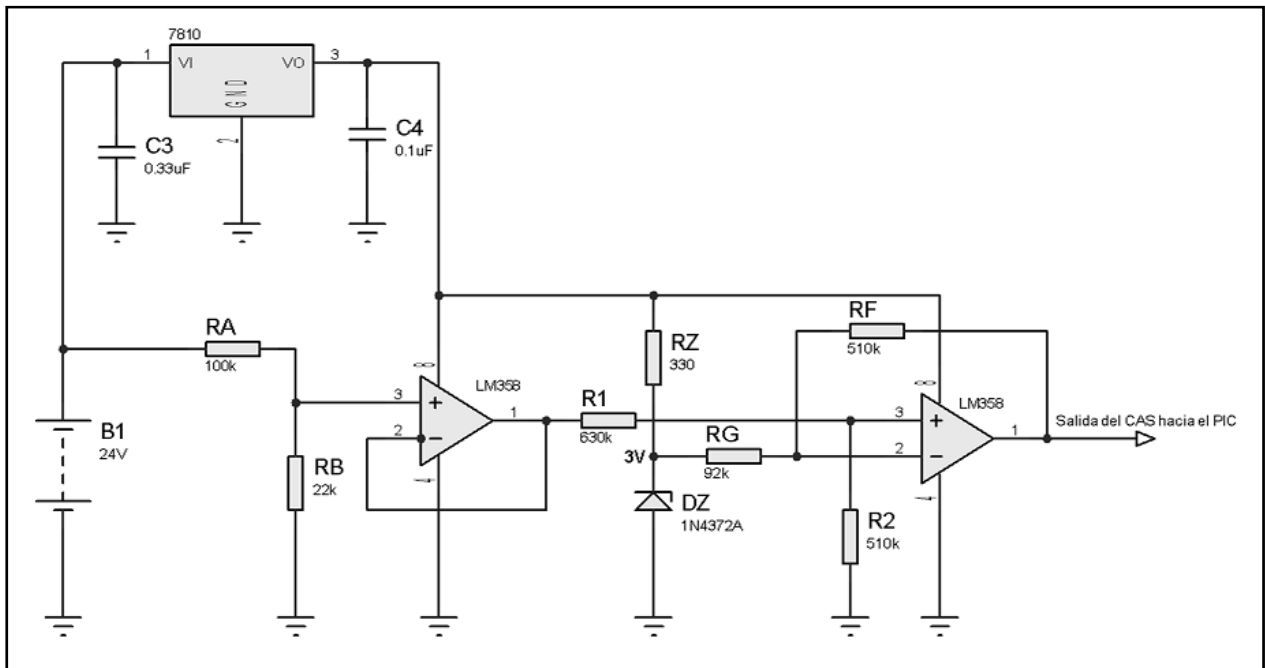 7810
1
VI
VO
3
GND
2
C3
0.33uF
C4
0.1uF
RA
100k
B1
24V
RB
22k
8
LM358
3
+
2
−
1
4
R1
630k
RZ
330
3V
RG
92k
DZ
1N4372A
RF
510k
8
LM358
3
+
2
−
1
4
R2
510k
Salida del CAS hacia el PIC